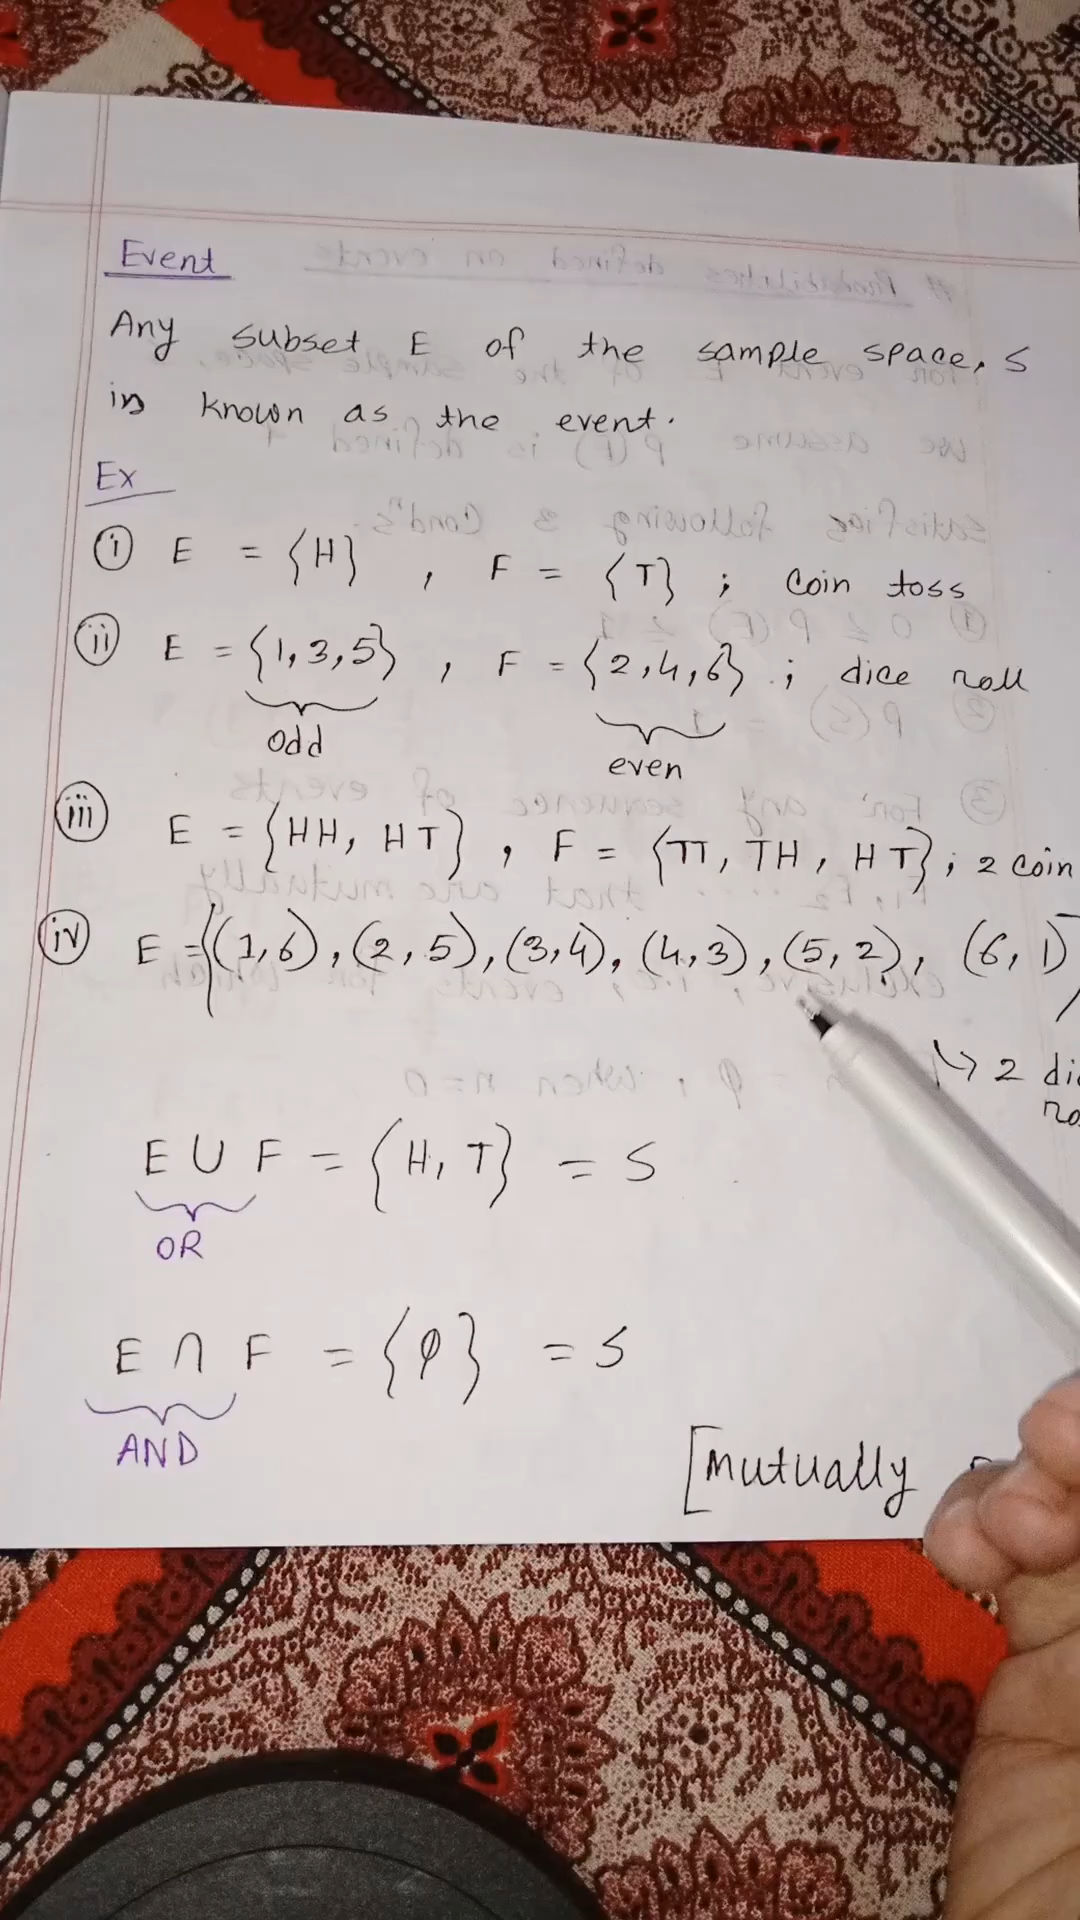 Event
Any subset E of the sample space, S
is known as the event.
Ex
(i) E = {H} , F = {T} ; coin toss
(ii) E = {1,3,5} , F = {2,4,6} ; dice roll
odd even
(iii) E = {HH, HT} , F = {TT, TH, HT} ; 2 coin
(iv) E = {(1,6), (2,5), (3,4), (4,3), (5,2), (6,1)}
↳ 2
E ∪ F = {H, T} = S
OR
E ∩ F = {φ} = S
AND
[Mutually